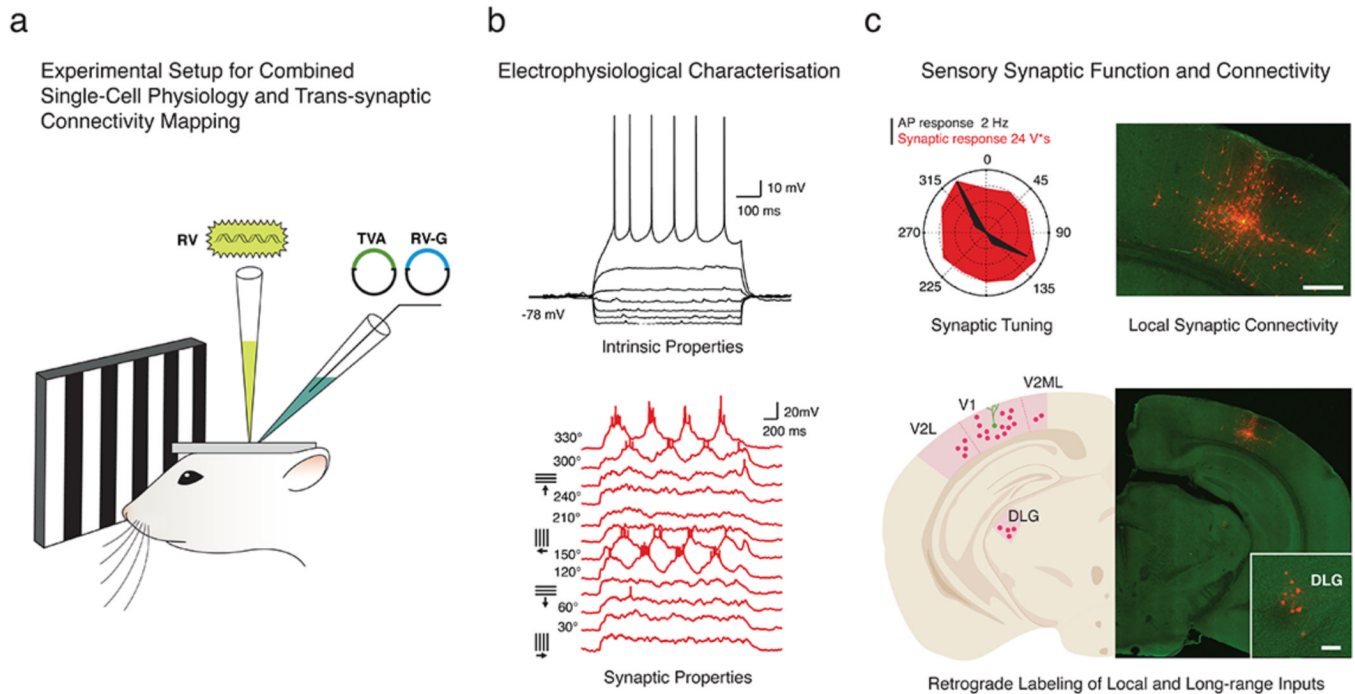 a
Experimental Setup for Combined
Single-Cell Physiology and Trans-synaptic
Connectivity Mapping
RV
TVA
RV-G
b
Electrophysiological Characterisation
10 mV
100 ms
-78 mV
Intrinsic Properties
20mV
200 ms
330°
300°
240°
210°
150°
120°
60°
30°
Synaptic Properties
c
Sensory Synaptic Function and Connectivity
AP response 2 Hz
Synaptic response 24 V*s
0
45
90
135
225
270
315
Synaptic Tuning
Local Synaptic Connectivity
V2ML
V1
V2L
DLG
DLG
Retrograde Labeling of Local and Long-range Inputs